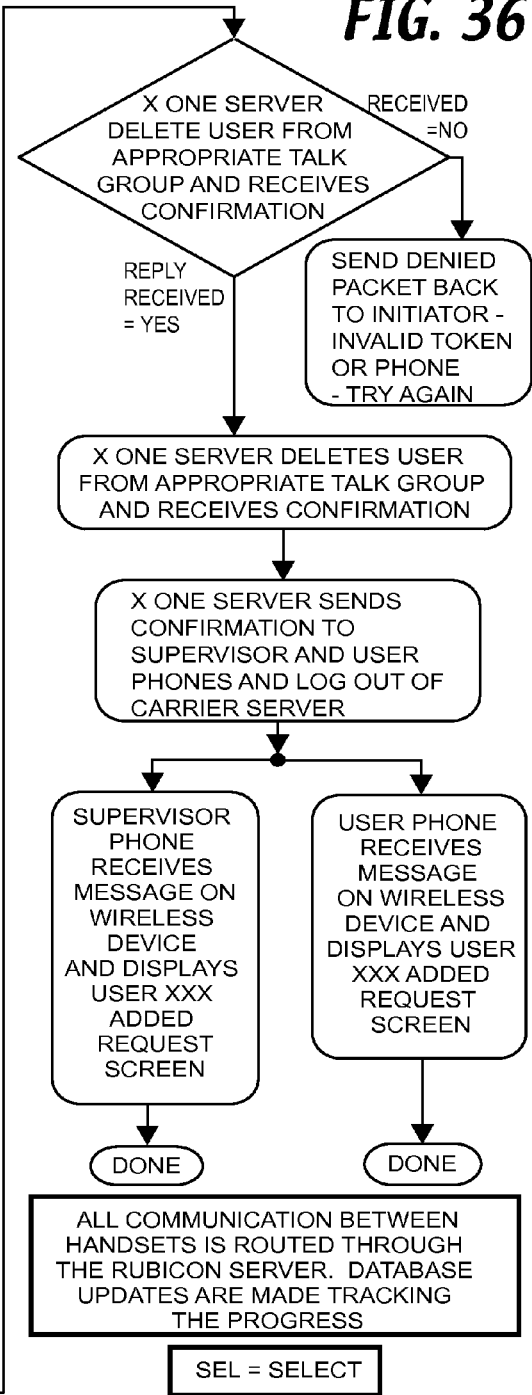 FIG. 36
X ONE SERVER
DELETE USER FROM
APPROPRIATE TALK
GROUP AND RECEIVES
CONFIRMATION
RECEIVED
=NO
REPLY
RECEIVED
= YES
SEND DENIED
PACKET BACK
TO INITIATOR -
INVALID TOKEN
OR PHONE
- TRY AGAIN
X ONE SERVER DELETES USER
FROM APPROPRIATE TALK GROUP
AND RECEIVES CONFIRMATION
X ONE SERVER SENDS
CONFIRMATION TO
SUPERVISOR AND USER
PHONES AND LOG OUT OF
CARRIER SERVER
SUPERVISOR
PHONE
RECEIVES
MESSAGE ON
WIRELESS
DEVICE
AND DISPLAYS
USER XXX
ADDED
REQUEST
SCREEN
USER PHONE
RECEIVES
MESSAGE
ON WIRELESS
DEVICE AND
DISPLAYS USER
XXX ADDED
REQUEST
SCREEN
DONE
DONE
ALL COMMUNICATION BETWEEN
HANDSETS IS ROUTED THROUGH
THE RUBICON SERVER. DATABASE
UPDATES ARE MADE TRACKING
THE PROGRESS
SEL = SELECT